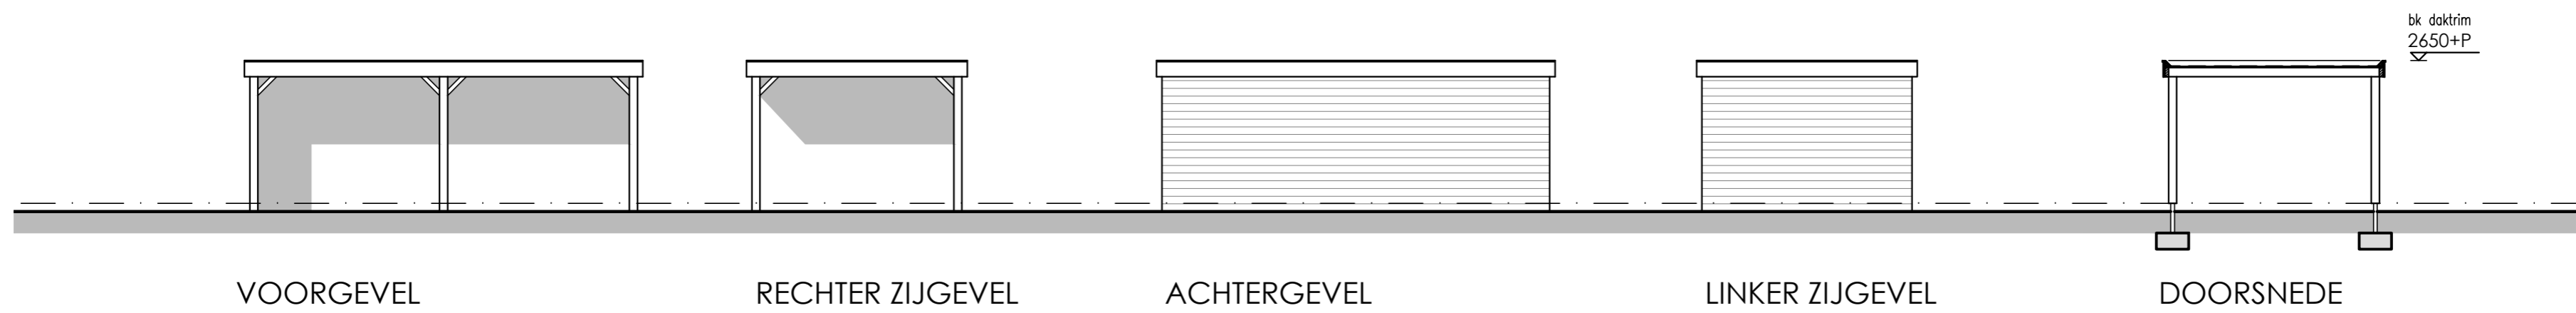 bk daktrim
2650+P
VOORGEVEL
RECHTER ZIJGEVEL
ACHTERGEVEL
LINKER ZIJGEVEL
DOORSNEDE